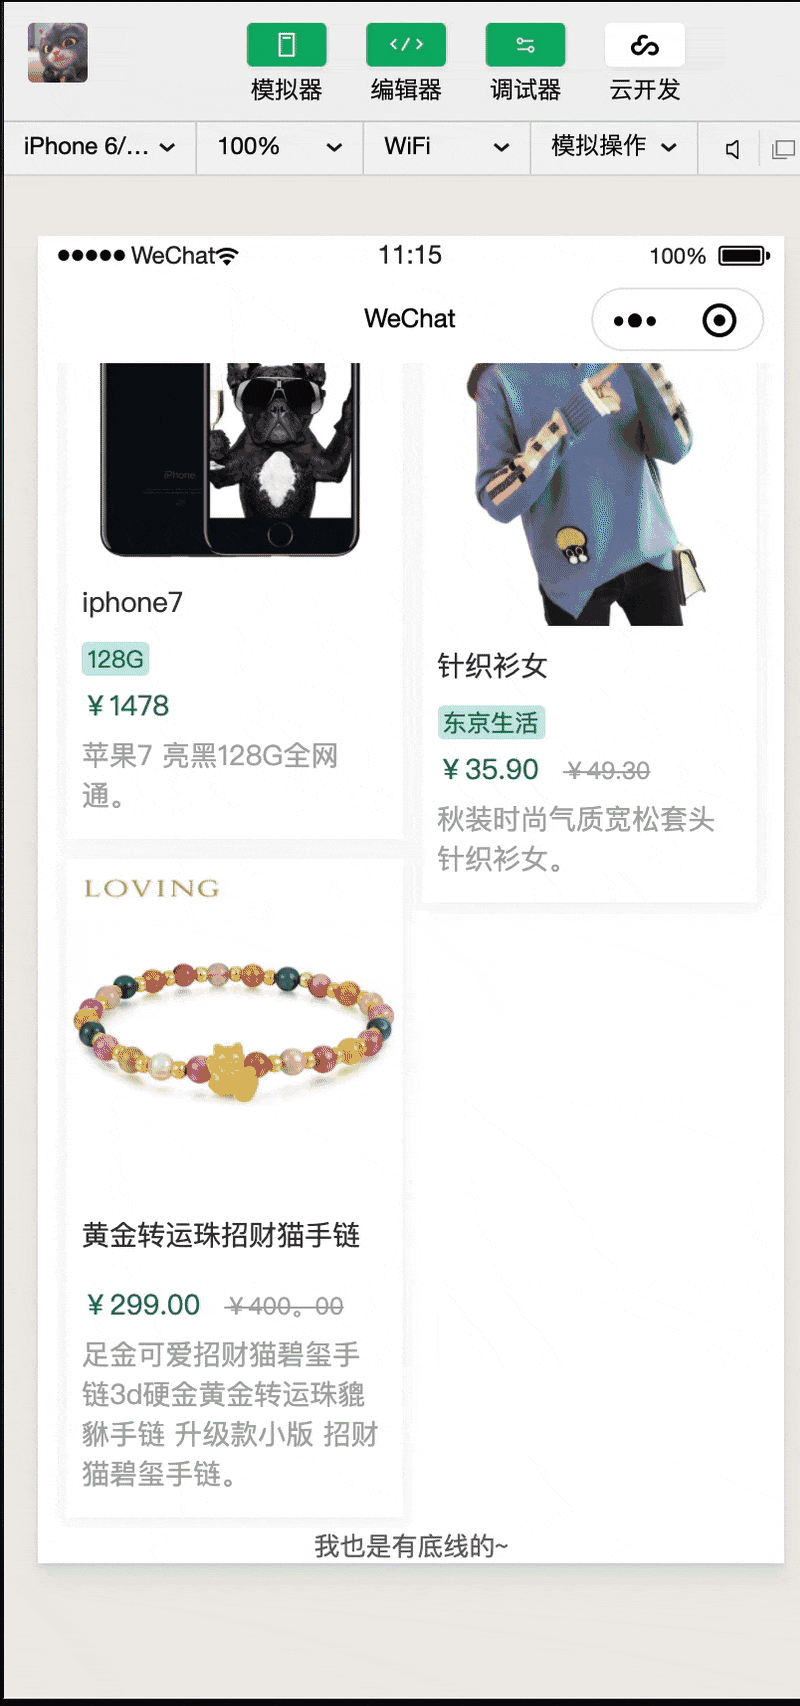 模拟器 编辑器 调试器 云开发
iPhone 6/... 100% WiFi 模拟操作
WeChat 11:15 100%
WeChat
iPhone
iphone7
128G
￥1478
苹果7 亮黑128G全网
通。
针织衫女
东京生活
￥35.90 ￥49.30
秋装时尚气质宽松套头
针织衫女。
LOVING
黄金转运珠招财猫手链
￥299.00 ￥400。00
足金可爱招财猫碧玺手
链3d硬金黄金转运珠貔
貅手链 升级款小版 招财
猫碧玺手链。
我也是有底线的~